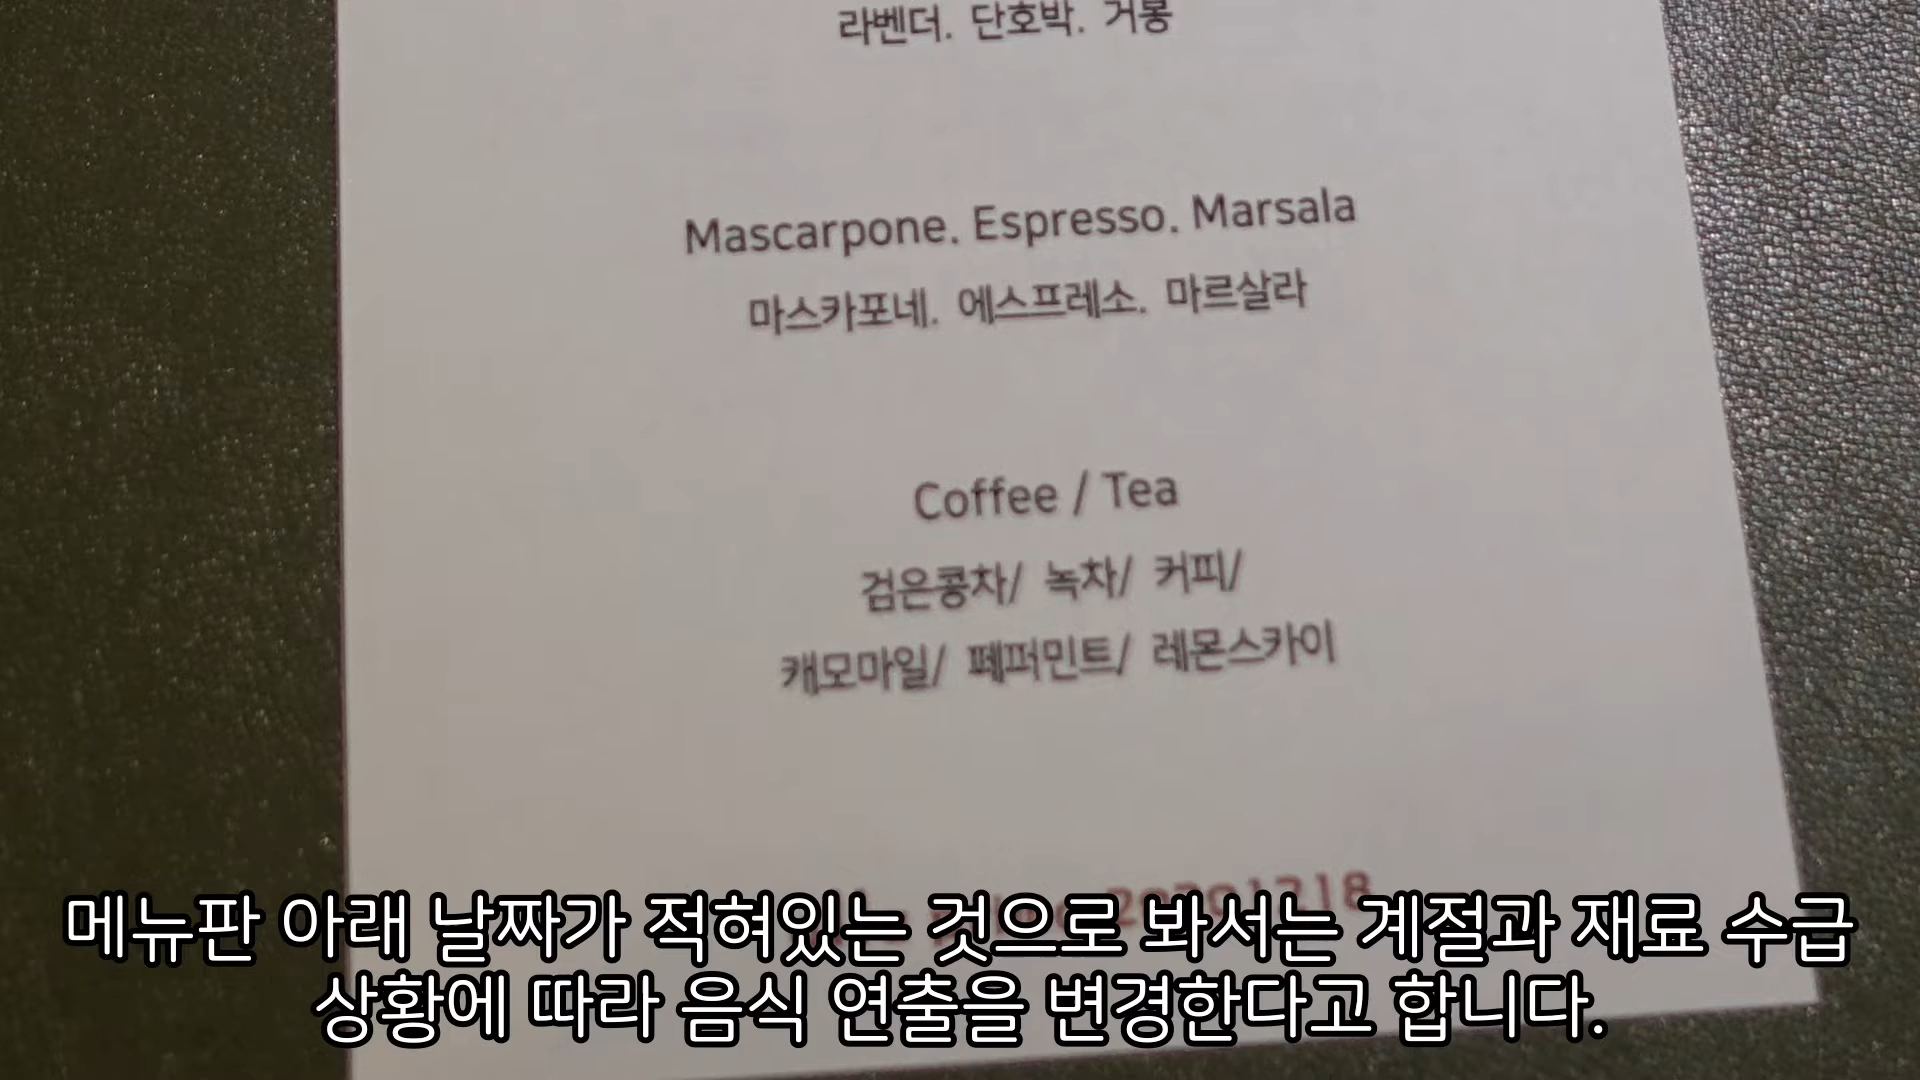 라벤더. 단호박. 거봉
Mascarpone. Espresso. Marsala
마스카포네. 에스프레소. 마르살라
Coffee / Tea
검은콩차/ 녹차/ 커피/
캐모마일/ 페퍼민트/ 레몬스카이
메뉴판 아래 날짜가 적혀있는 것으로 봐서는 계절과 재료 수급
상황에 따라 음식 연출을 변경한다고 합니다.